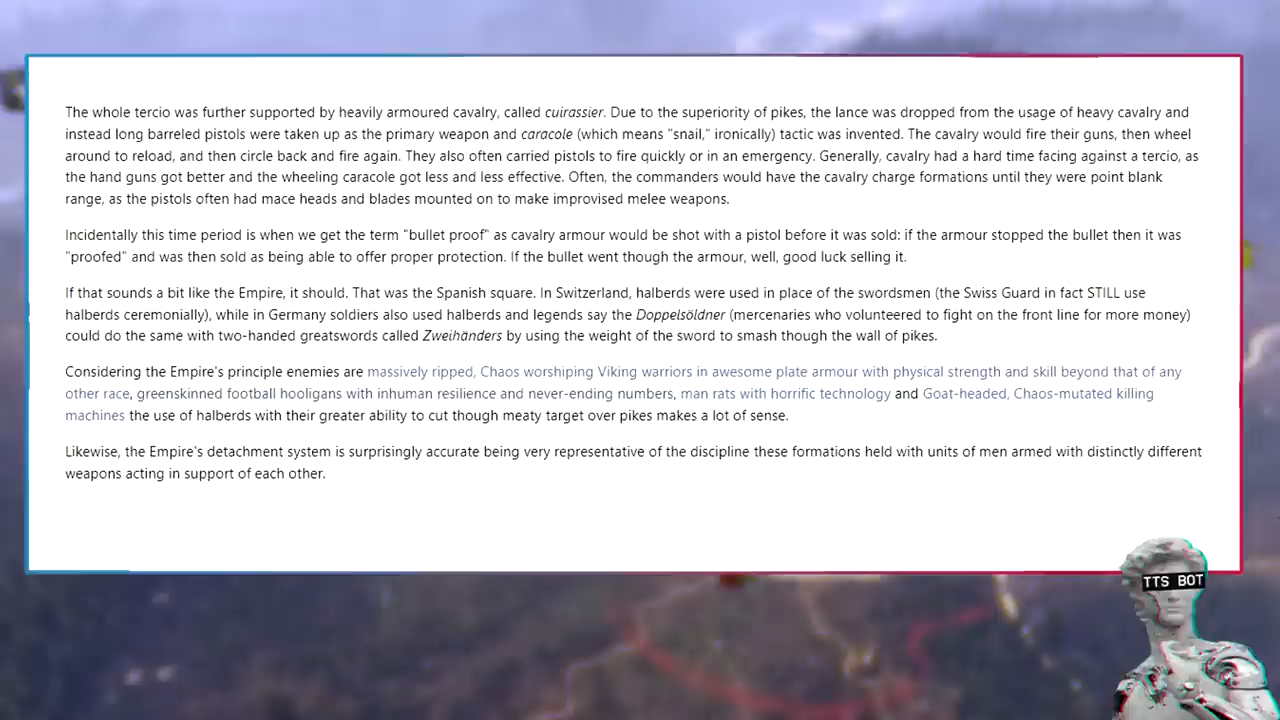 The whole tercio was further supported by heavily armoured cavalry, called cuirassier. Due to the superiority of pikes, the lance was dropped from the usage of heavy cavalry and
instead long barreled pistols were taken up as the primary weapon and caracole (which means "snail," ironically) tactic was invented. The cavalry would fire their guns, then wheel
around to reload, and then circle back and fire again. They also often carried pistols to fire quickly or in an emergency. Generally, cavalry had a hard time facing against a tercio, as
the hand guns got better and the wheeling caracole got less and less effective. Often, the commanders would have the cavalry charge formations until they were point blank
range, as the pistols often had mace heads and blades mounted on to make improvised melee weapons.
Incidentally this time period is when we get the term "bullet proof" as cavalry armour would be shot with a pistol before it was sold: if the armour stopped the bullet then it was
"proofed" and was then sold as being able to offer proper protection. If the bullet went though the armour, well, good luck selling it.
If that sounds a bit like the Empire, it should. That was the Spanish square. In Switzerland, halberds were used in place of the swordsmen (the Swiss Guard in fact STILL use
halberds ceremonially), while in Germany soldiers also used halberds and legends say the Doppelsöldner (mercenaries who volunteered to fight on the front line for more money)
could do the same with two-handed greatswords called Zweihänders by using the weight of the sword to smash though the wall of pikes.
Considering the Empire's principle enemies are massively ripped, Chaos worshiping Viking warriors in awesome plate armour with physical strength and skill beyond that of any
other race, greenskinned football hooligans with inhuman resilience and never-ending numbers, man rats with horrific technology and Goat-headed, Chaos-mutated killing
machines the use of halberds with their greater ability to cut though meaty target over pikes makes a lot of sense.
Likewise, the Empire's detachment system is surprisingly accurate being very representative of the discipline these formations held with units of men armed with distinctly different
weapons acting in support of each other.
TTS BOT